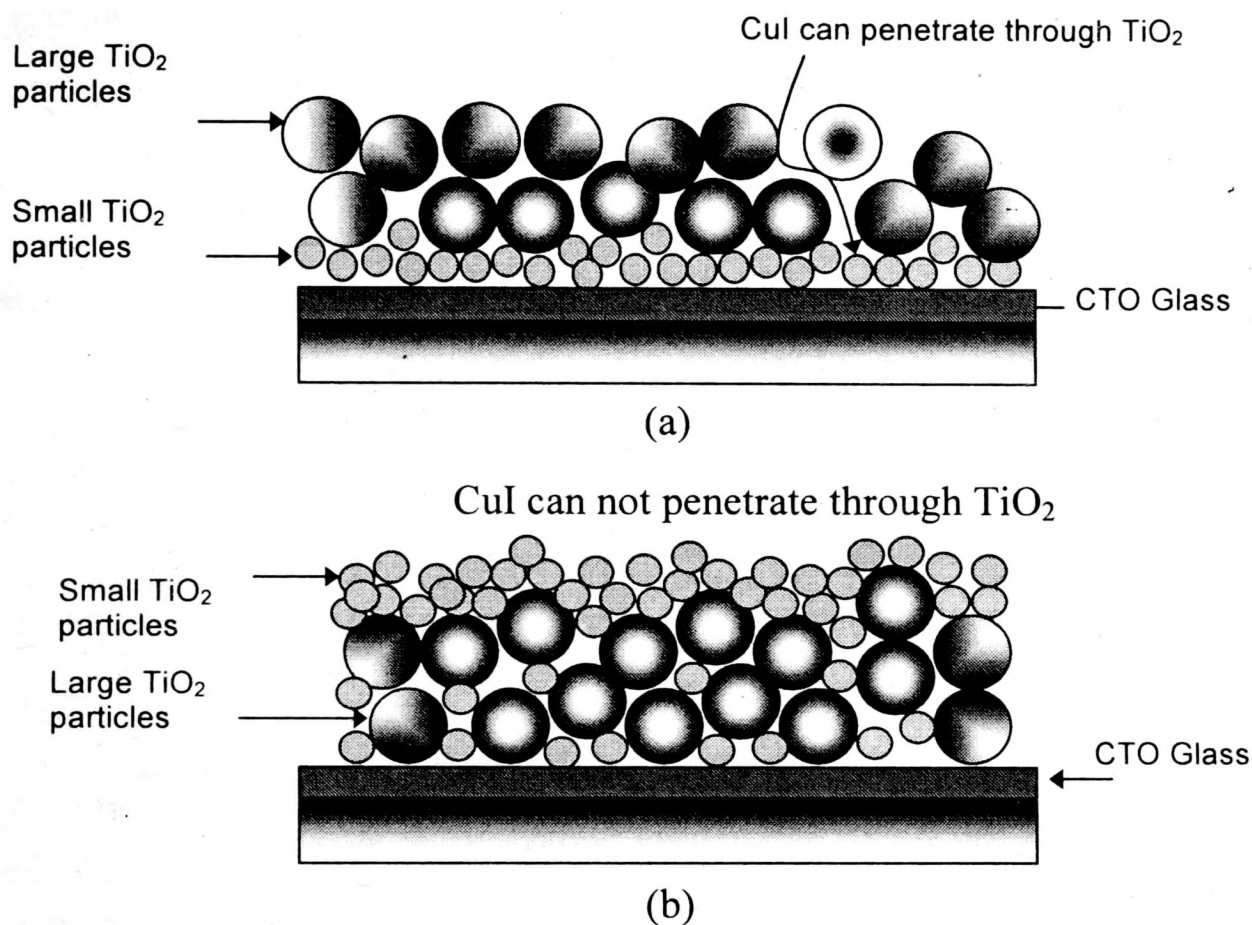 CuI can penetrate through TiO₂
Large TiO₂
particles
Small TiO₂
particles
CTO Glass
(a)
CuI can not penetrate through TiO₂
Small TiO₂
particles
Large TiO₂
particles
CTO Glass
(b)